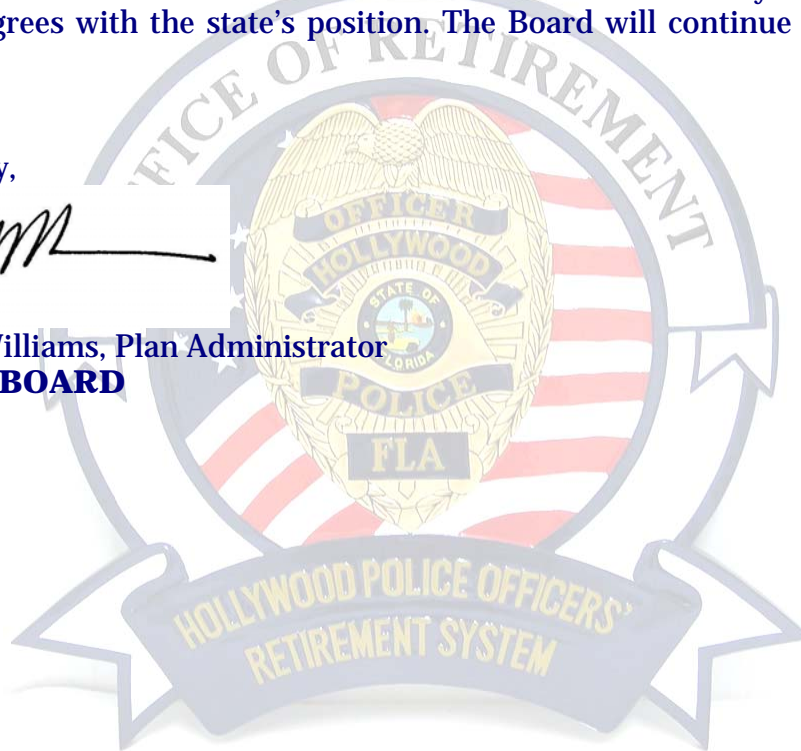 grees with the state's position. The Board will continue
y,
Williams, Plan Administrator
BOARD
OFFICE OF RETIREMENT
OFFICER
HOLLYWOOD
STATE OF
FLORIDA
POLICE
FLA
HOLLYWOOD POLICE OFFICERS'
RETIREMENT SYSTEM